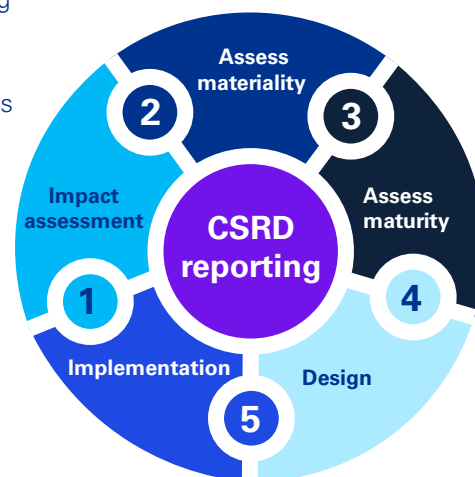 g
s
Assess
materiality
2
3
Impact
assessment
Assess
maturity
CSRD
reporting
1
4
Implementation
Design
5